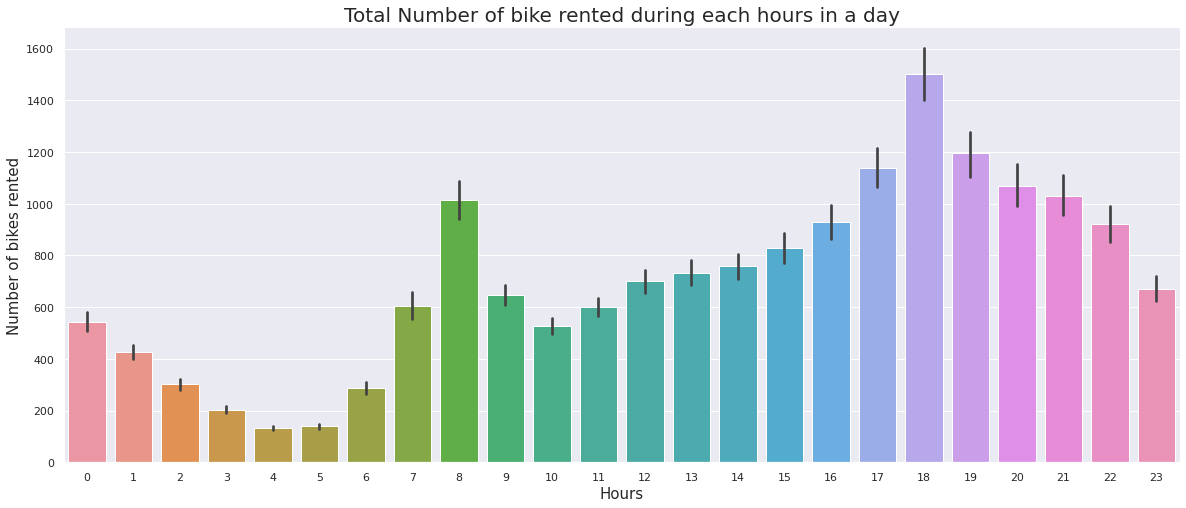 Total Number of bike rented during each hours in a day
Number of bikes rented
1600
1400
1200
1000
800
600
400
200
0
0 1 2 3 4 5 6 7 8 9 10 11 12 13 14 15 16 17 18 19 20 21 22 23
Hours